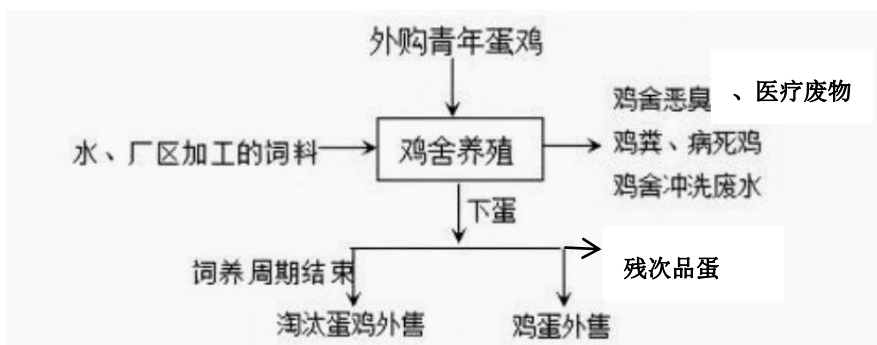 外购青年蛋鸡
鸡舍恶臭、医疗废物
水、厂区加工的饲料
鸡舍养殖
鸡粪、病死鸡
鸡舍冲洗废水
下蛋
饲养周期结束
残次品蛋
淘汰蛋鸡外售
鸡蛋外售